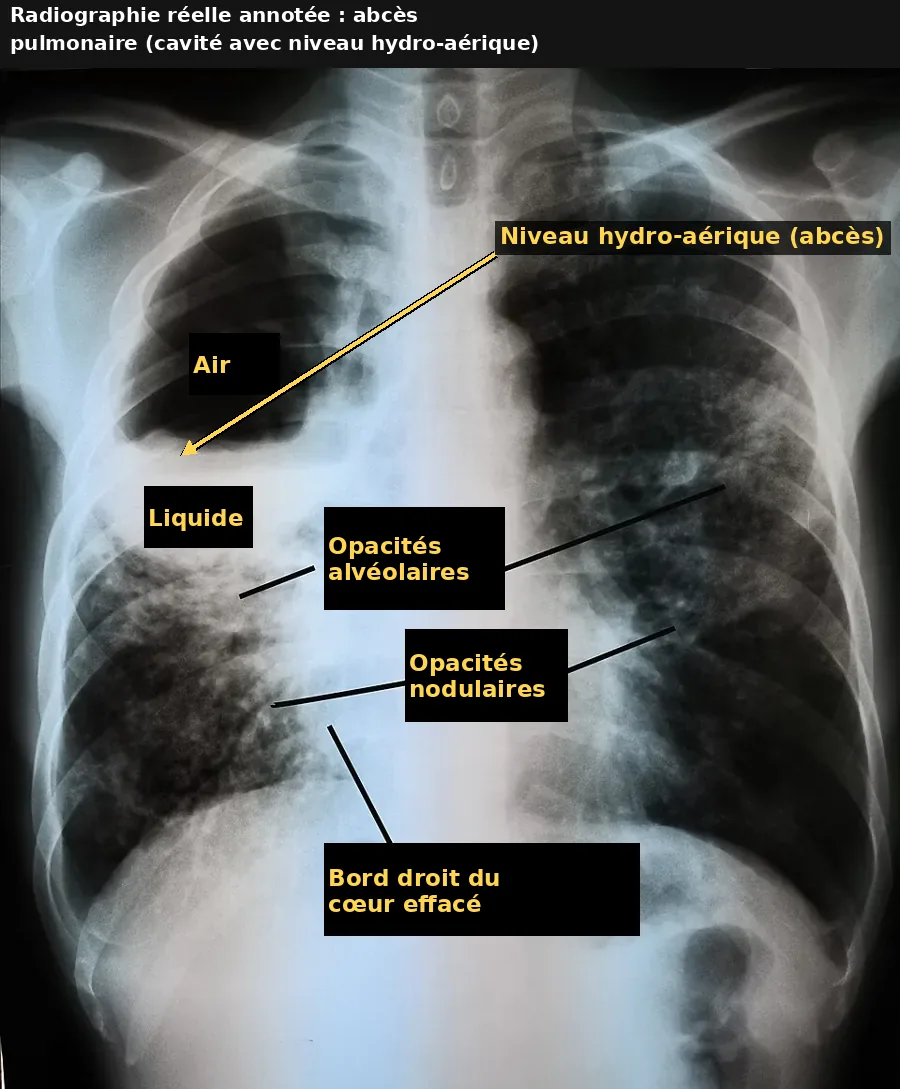 Radiographie réelle annotée : abcès
pulmonaire (cavité avec niveau hydro-aérique)
Niveau hydro-aérique (abcès)
Air
Liquide
Opacités
alvéolaires
Opacités
nodulaires
Bord droit du
cœur effacé